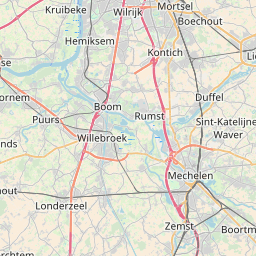 Kruibeke
Wilrijk
Mortsel
Boechout
Hemiksem
Kontich
Duffel
Boom
Rumst
Puurs
Sint-Katelijne
Waver
Willebroek
Mechelen
Londerzeel
Zemst